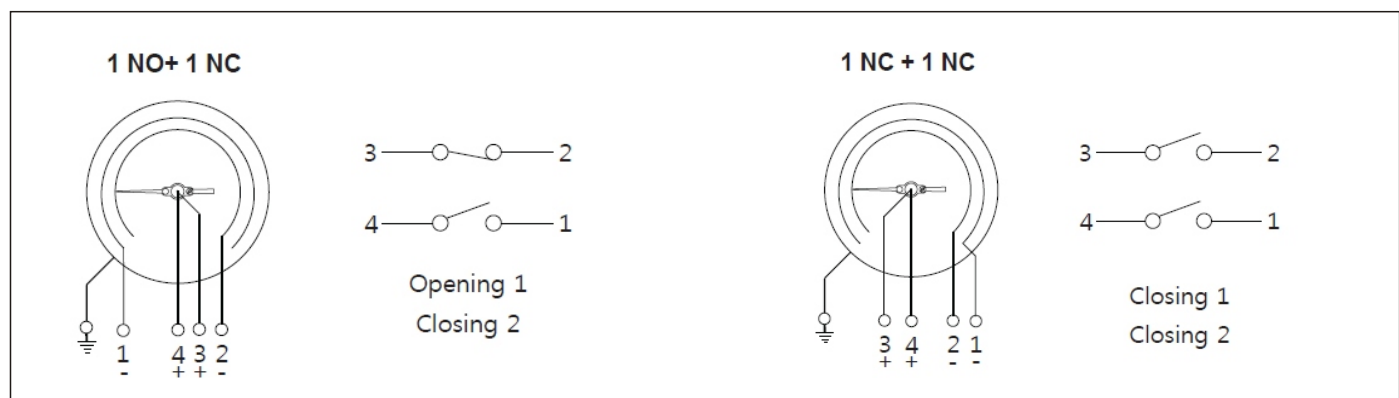 1 NO+ 1 NC
3 2
4 1
Opening 1
Closing 2
1 4 3 2
- + + -
1 NC + 1 NC
3 2
4 1
Closing 1
Closing 2
3 4 2 1
+ + - -